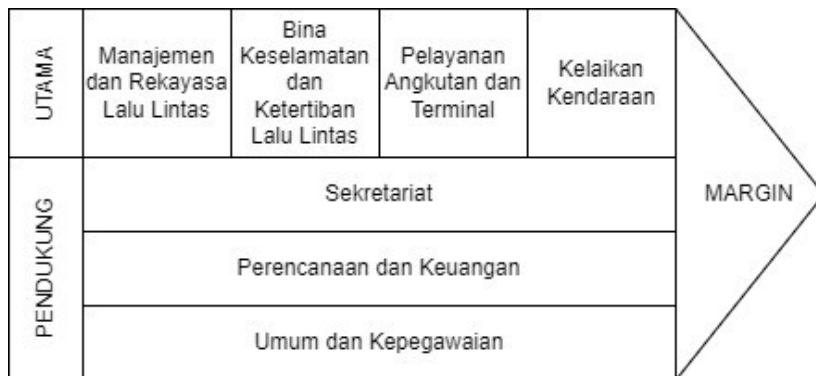 UTAMA
Manajemen
dan Rekayasa
Lalu Lintas
Bina
Keselamatan
dan
Ketertiban
Lalu Lintas
Pelayanan
Angkutan dan
Terminal
Kelaikan
Kendaraan
PENDUKUNG
Sekretariat
Perencanaan dan Keuangan
Umum dan Kepegawaian
MARGIN